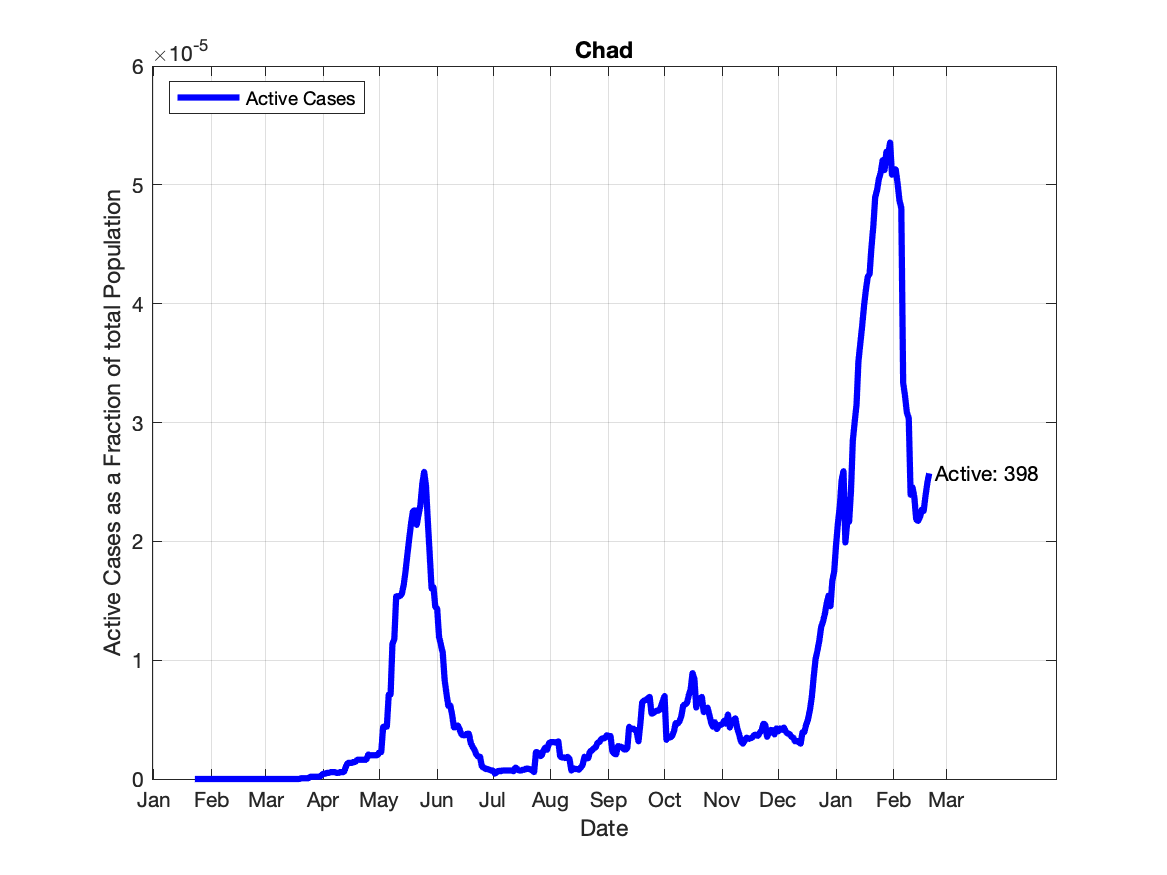 Chad
×10-5
6
5
4
3
2
1
0
Active Cases
Active: 398
Active Cases as a Fraction of total Population
Jan Feb Mar Apr May Jun Jul Aug Sep Oct Nov Dec Jan Feb Mar
Date